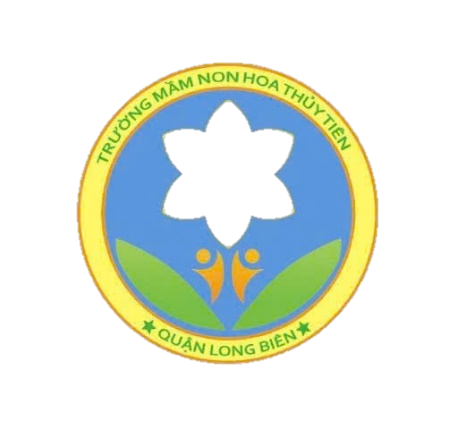 TRƯỜNG MẦM NON HOA THỦY TIÊN
QUẬN LONG BIÊN